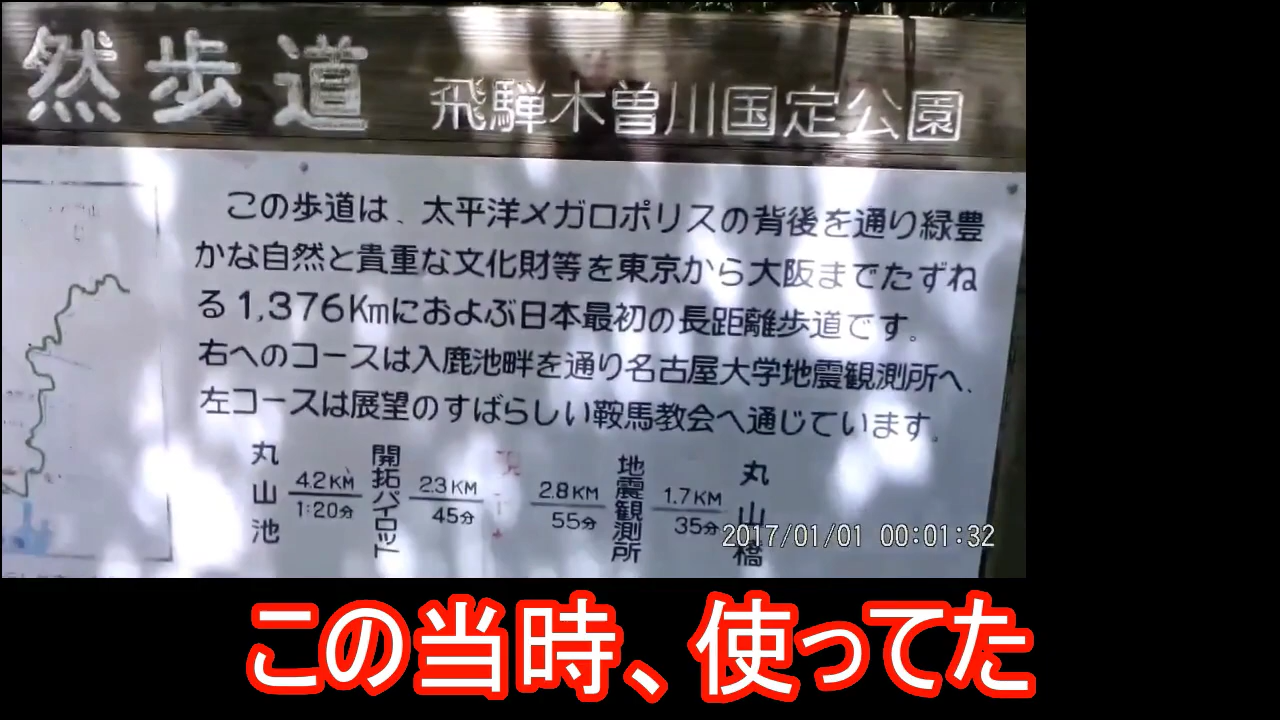 然歩道 飛騨木曽川国定公園
この歩道は、太平洋メガロポリスの背後を通り緑豊
かな自然と貴重な文化財等を東京から大阪までたずね
る1,376Kmにおよぶ日本最初の長距離歩道です。
右へのコースは入鹿池畔を通り名古屋大学地震観測所へ、
左コースは展望のすばらしい鞍馬教会へ通じています。
丸山池 4.2KM 1:20分 開拓パイロット 2.3KM 45分 現 2.8KM 55分 地震観測所 1.7KM 35分 丸山橋
2017/01/01 00:01:32
この当時、使ってた